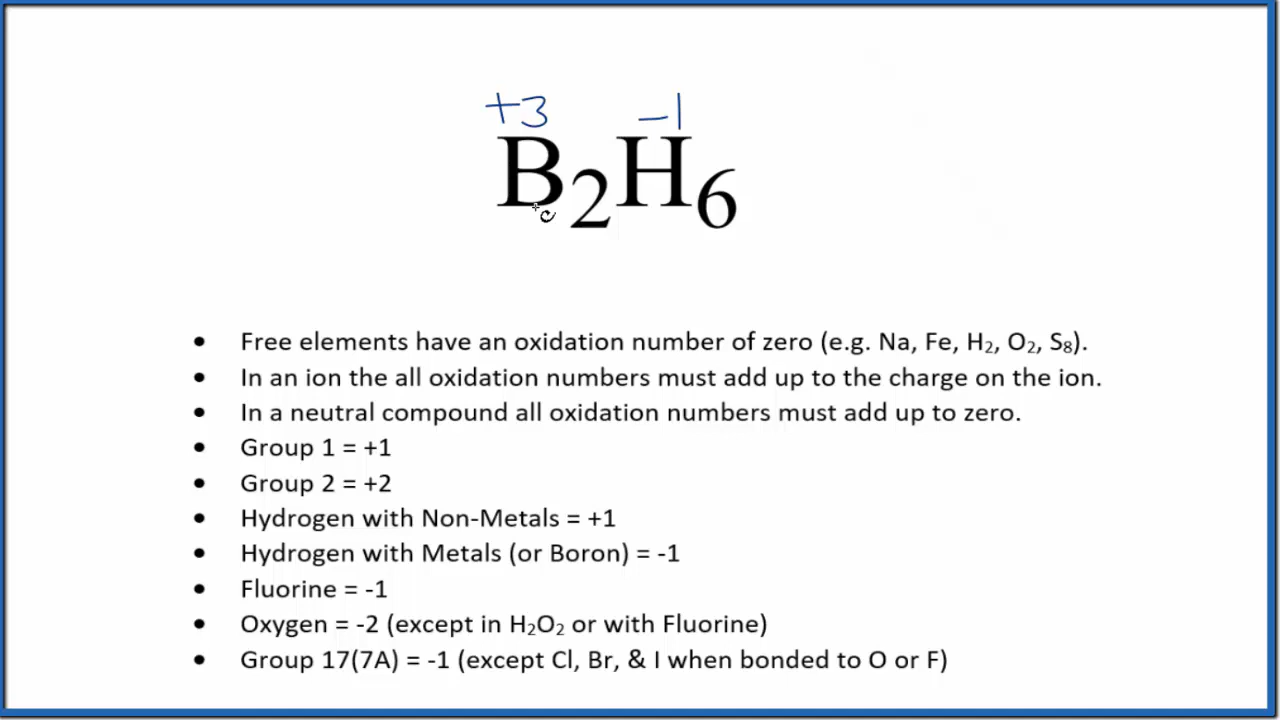 +3 -1
B₂H₆
• Free elements have an oxidation number of zero (e.g. Na, Fe, H₂, O₂, S₈).
• In an ion the all oxidation numbers must add up to the charge on the ion.
• In a neutral compound all oxidation numbers must add up to zero.
• Group 1 = +1
• Group 2 = +2
• Hydrogen with Non-Metals = +1
• Hydrogen with Metals (or Boron) = -1
• Fluorine = -1
• Oxygen = -2 (except in H₂O₂ or with Fluorine)
• Group 17(7A) = -1 (except Cl, Br, & I when bonded to O or F)